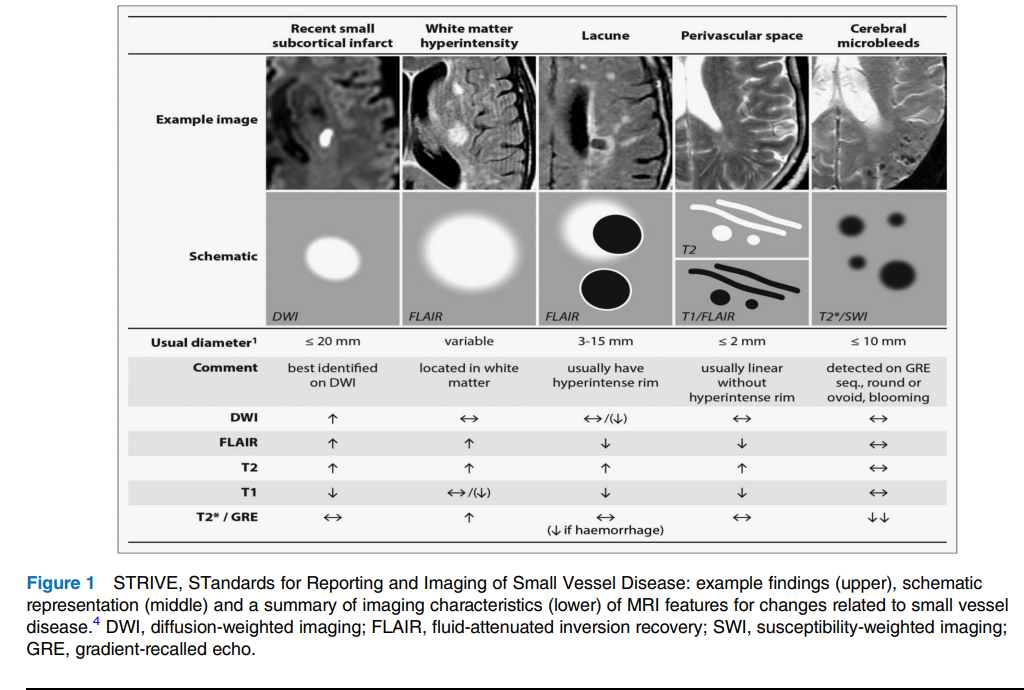 Recent small subcortical infarct
White matter hyperintensity
Lacune
Perivascular space
Cerebral microbleeds
Example image
Schematic
DWI
FLAIR
FLAIR
T2
T1/FLAIR
T2*/SWI
Usual diameter¹ ≤ 20 mm variable 3-15 mm ≤ 2 mm ≤ 10 mm
Comment
best identified on DWI
located in white matter
usually have hyperintense rim
usually linear without hyperintense rim
detected on GRE seq., round or ovoid, blooming
DWI ↑ ↔ ↔/(↓) ↔ ↔
FLAIR ↑ ↑ ↓ ↓ ↔
T2 ↑ ↑ ↑ ↑ ↔
T1 ↓ ↔/(↓) ↓ ↓ ↔
T2* / GRE ↔ ↑ ↔ (↓ if haemorrhage) ↔ ↓↓
Figure 1 STRIVE, STandards for Reporting and Imaging of Small Vessel Disease: example findings (upper), schematic
representation (middle) and a summary of imaging characteristics (lower) of MRI features for changes related to small vessel
disease.⁴ DWI, diffusion-weighted imaging; FLAIR, fluid-attenuated inversion recovery; SWI, susceptibility-weighted imaging;
GRE, gradient-recalled echo.